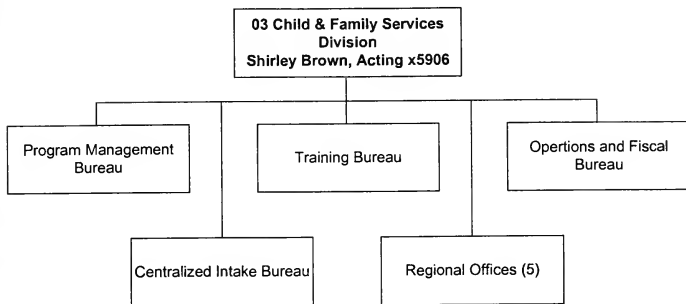 03 Child & Family Services
Division
Shirley Brown, Acting x5906
Program Management
Bureau
Training Bureau
Opertions and Fiscal
Bureau
Centralized Intake Bureau
Regional Offices (5)